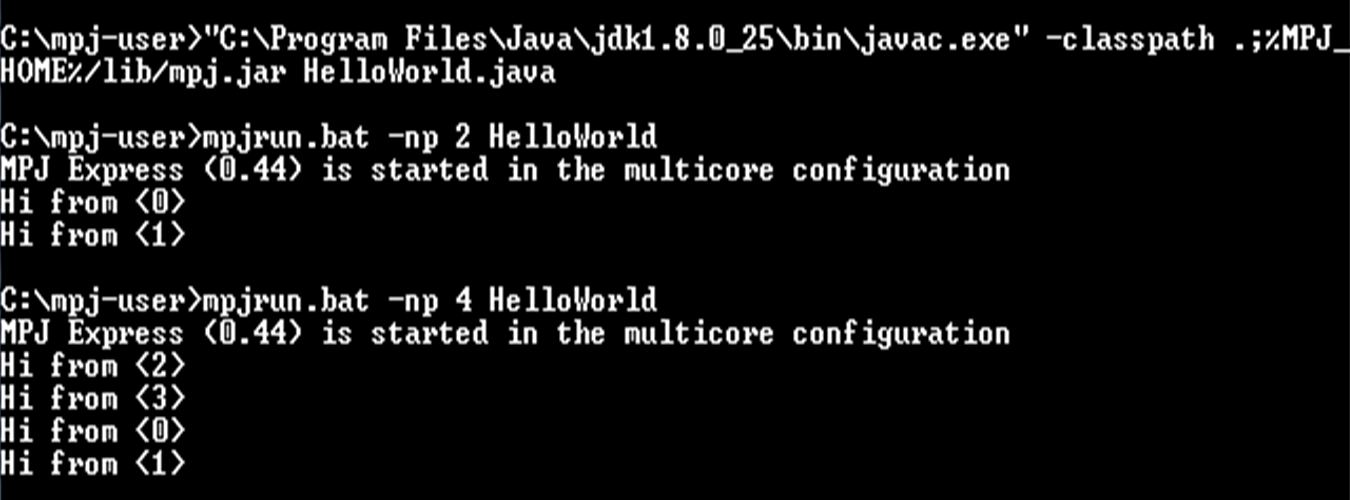 C:\mpj-user>"C:\Program Files\Java\jdk1.8.0_25\bin\javac.exe" -classpath .;%MPJ_
HOME%/lib/mpj.jar HelloWorld.java
C:\mpj-user>mpjrun.bat -np 2 HelloWorld
MPJ Express (0.44) is started in the multicore configuration
Hi from <0>
Hi from <1>
C:\mpj-user>mpjrun.bat -np 4 HelloWorld
MPJ Express (0.44) is started in the multicore configuration
Hi from <2>
Hi from <3>
Hi from <0>
Hi from <1>